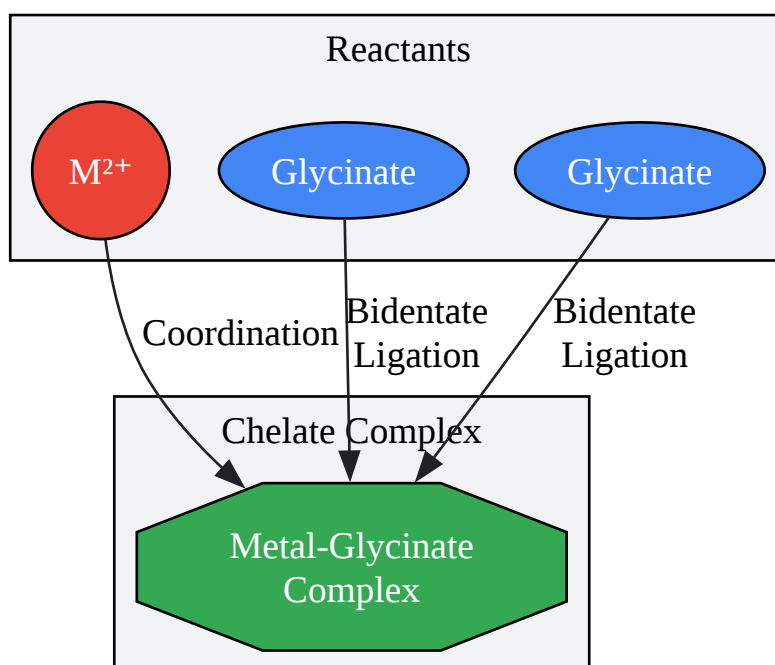 Reactants
M²⁺
Glycinate
Glycinate
Coordination
Bidentate
Ligation
Bidentate
Ligation
Chelate Complex
Metal-Glycinate
Complex